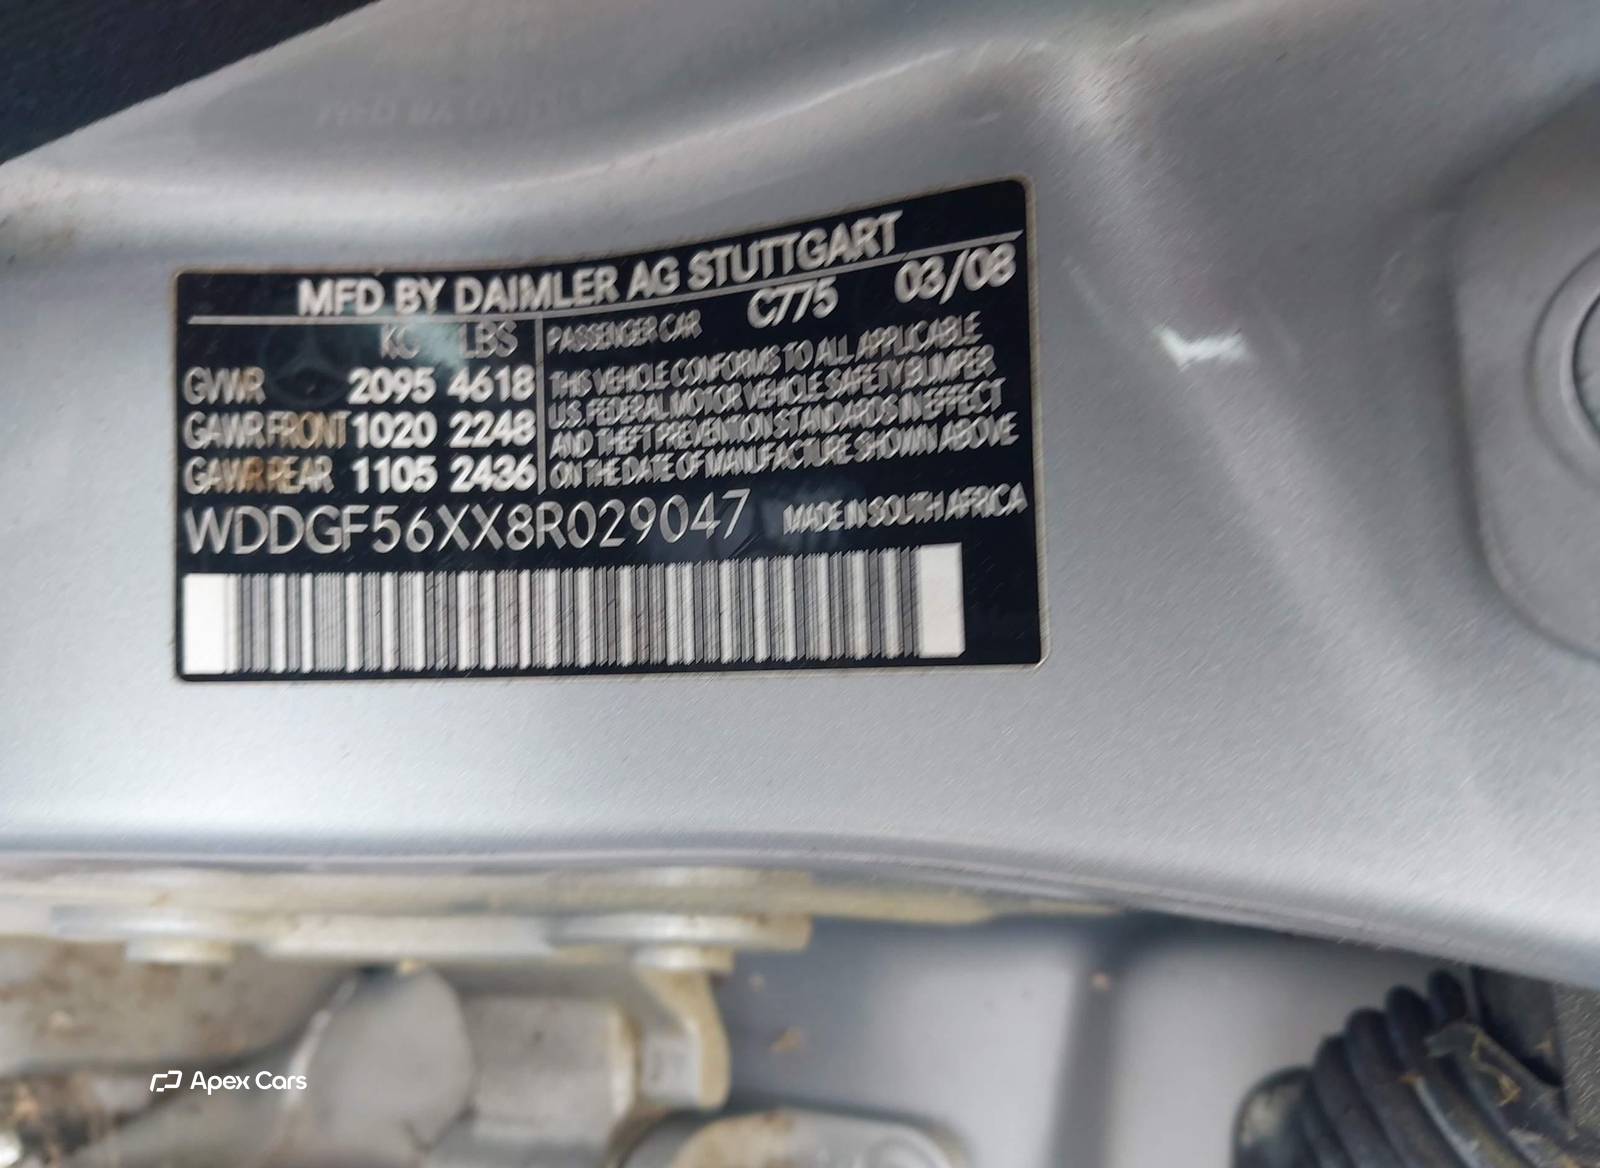 MFD BY DAIMLER AG STUTTGART
KG LBS
GVWR 2095 4618
GAWR FRONT 1020 2248
GAWR REAR 1105 2436
PASSENGER CAR C775 03/08
THIS VEHICLE CONFORMS TO ALL APPLICABLE
U.S. FEDERAL MOTOR VEHICLE SAFETY, BUMPER
AND THEFT PREVENTION STANDARDS IN EFFECT
ON THE DATE OF MANUFACTURE SHOWN ABOVE
WDDGF56XX8R029047 MADE IN SOUTH AFRICA
Apex Cars